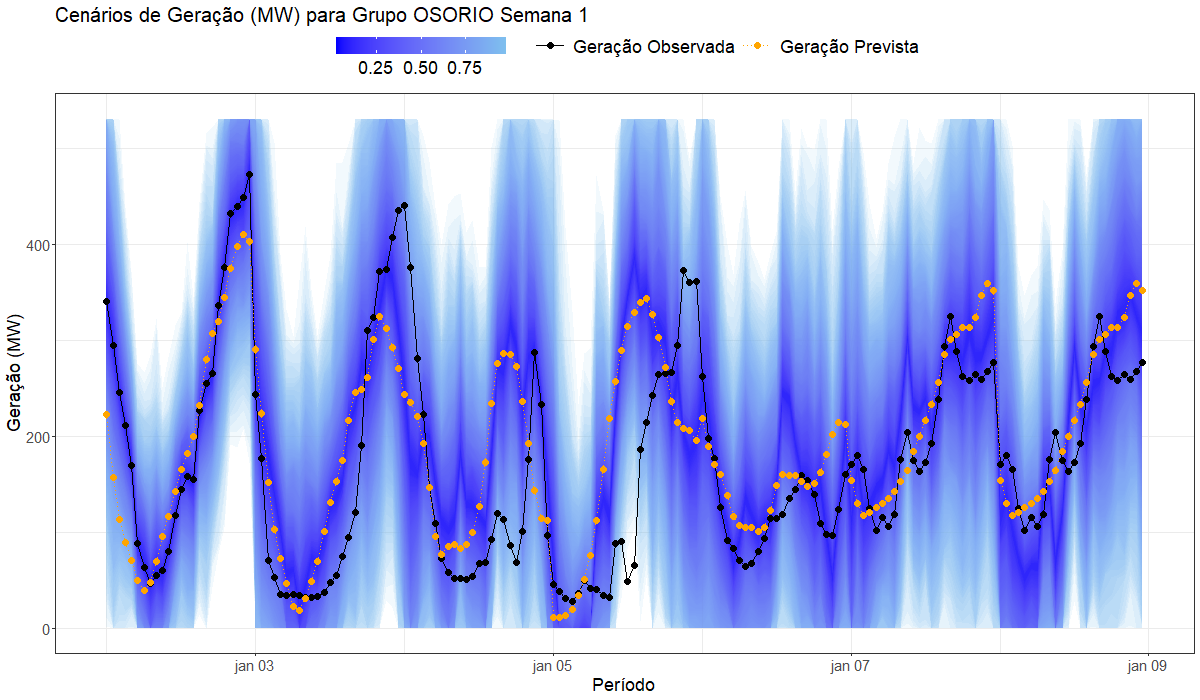 Cenários de Geração (MW) para Grupo OSORIO Semana 1
0.25 0.50 0.75
Geração Observada
Geração Prevista
Geração (MW)
400
200
0
jan 03
jan 05
jan 07
jan 09
Período